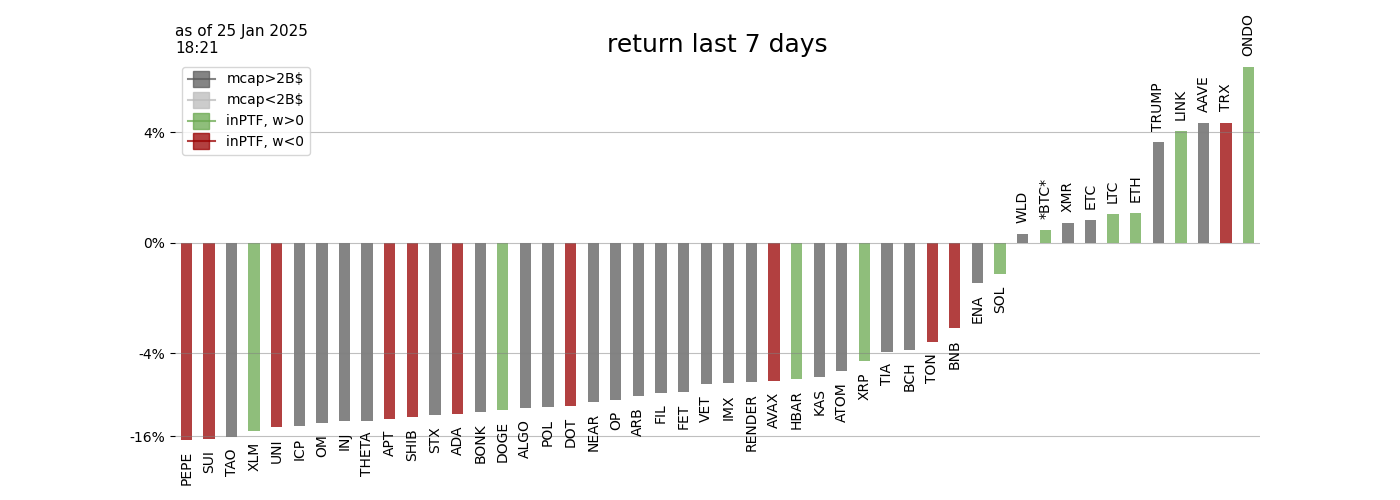 as of 25 Jan 2025
18:21
return last 7 days
mcap>2B$
mcap<2B$
inPTF, w>0
inPTF, w<0
4%
0%
-4%
-16%
PEPE
SUI
TAO
XLM
UNI
ICP
OM
INJ
THETA
APT
SHIB
STX
ADA
BONK
DOGE
ALGO
POL
DOT
NEAR
OP
ARB
FIL
FET
VET
IMX
RENDER
AVAX
HBAR
KAS
ATOM
XRP
TIA
BCH
TON
BNB
ENA
SOL
WLD
*BTC*
XMR
ETC
LTC
ETH
TRUMP
LINK
AAVE
TRX
ONDO